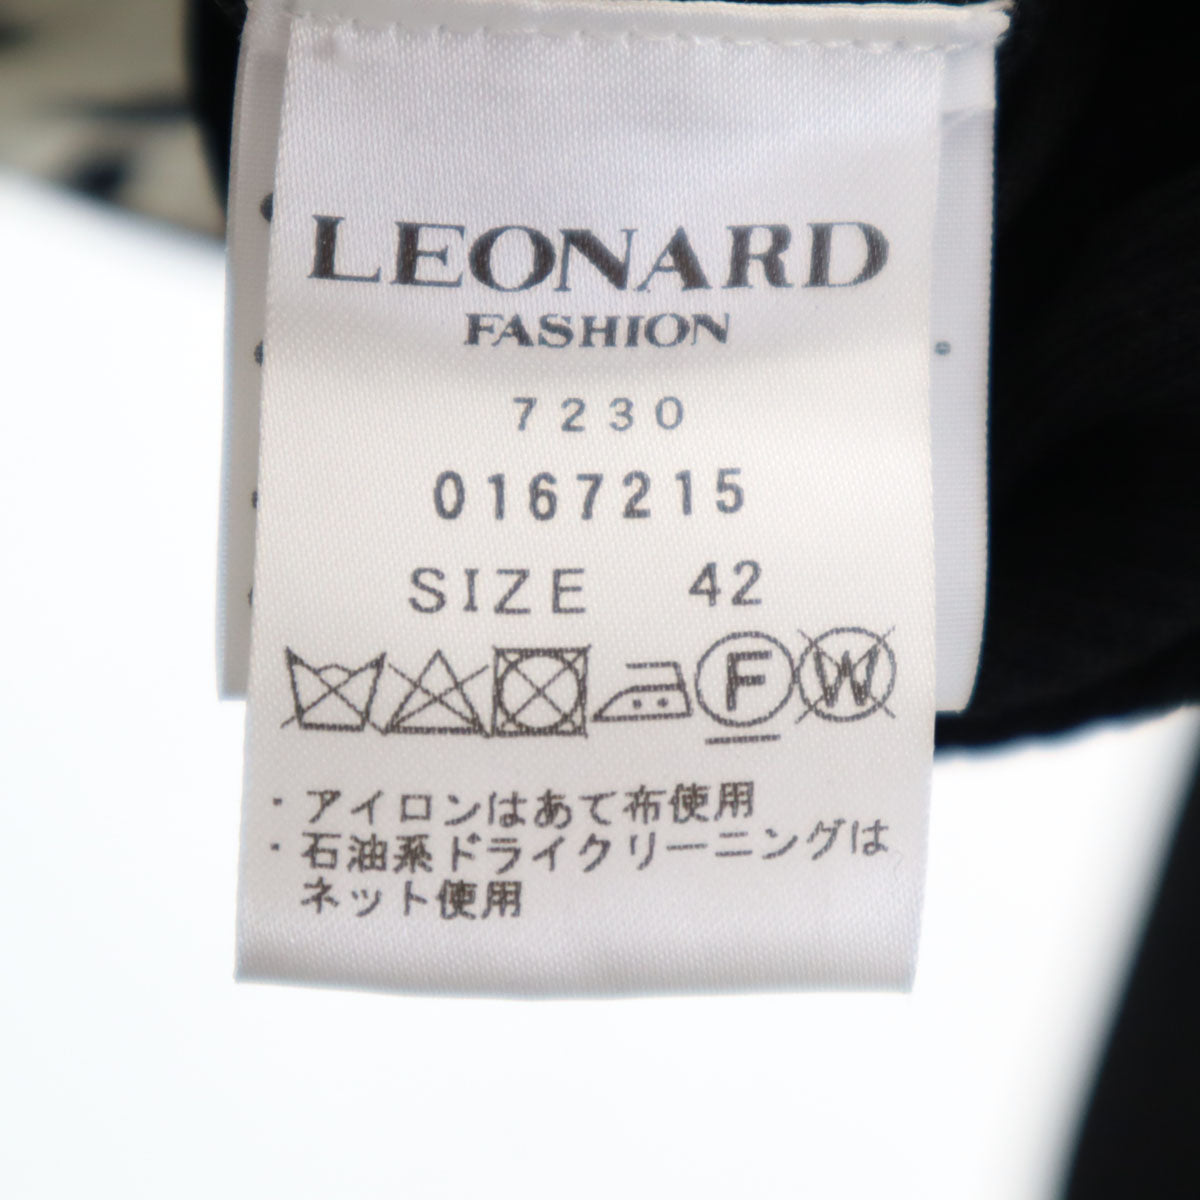 LEONARD
FASHION
7230
0167215
SIZE 42
F W
・アイロンはあて布使用
・石油系ドライクリーニングは
ネット使用